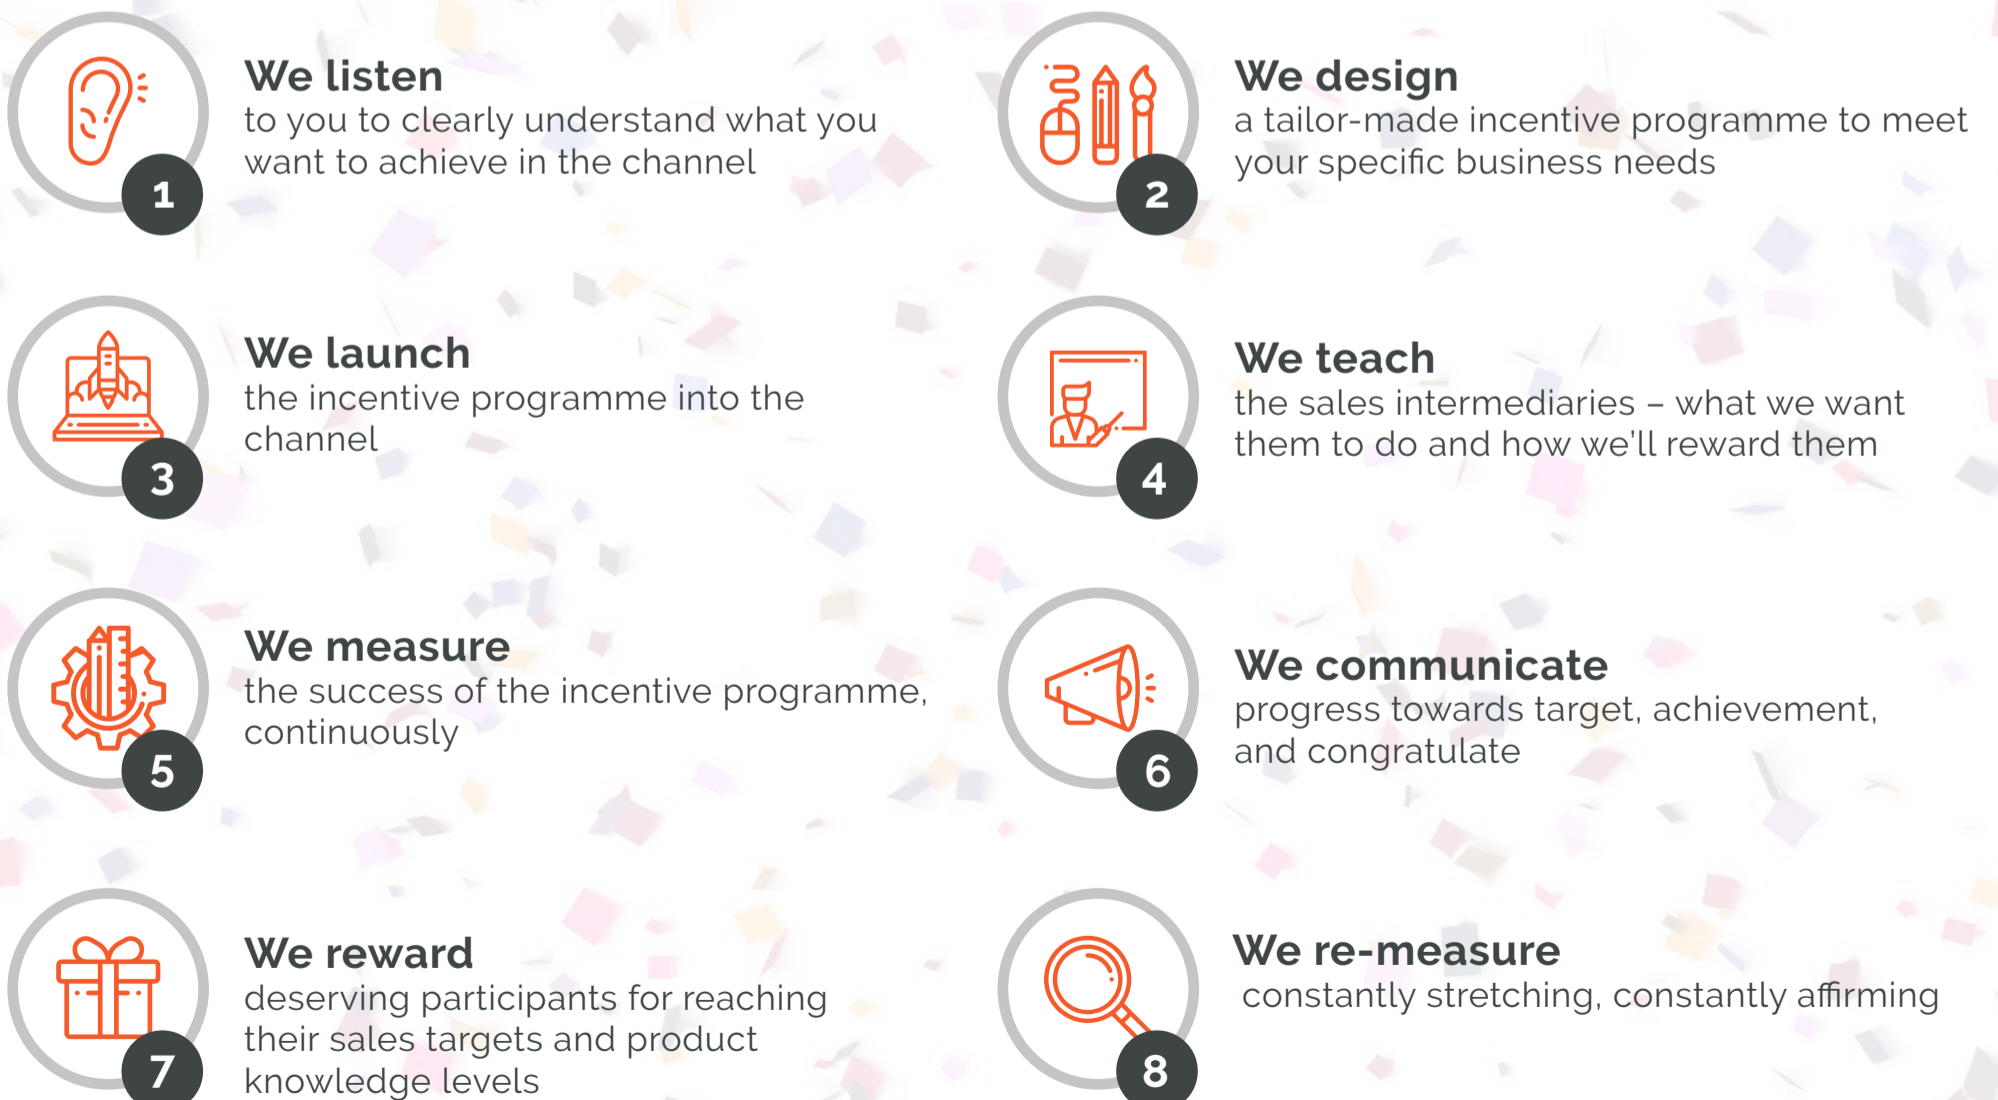 1
We listen
to you to clearly understand what you
want to achieve in the channel
2
We design
a tailor-made incentive programme to meet
your specific business needs
3
We launch
the incentive programme into the
channel
4
We teach
the sales intermediaries – what we want
them to do and how we'll reward them
5
We measure
the success of the incentive programme,
continuously
6
We communicate
progress towards target, achievement,
and congratulate
7
We reward
deserving participants for reaching
their sales targets and product
knowledge levels
8
We re-measure
constantly stretching, constantly affirming